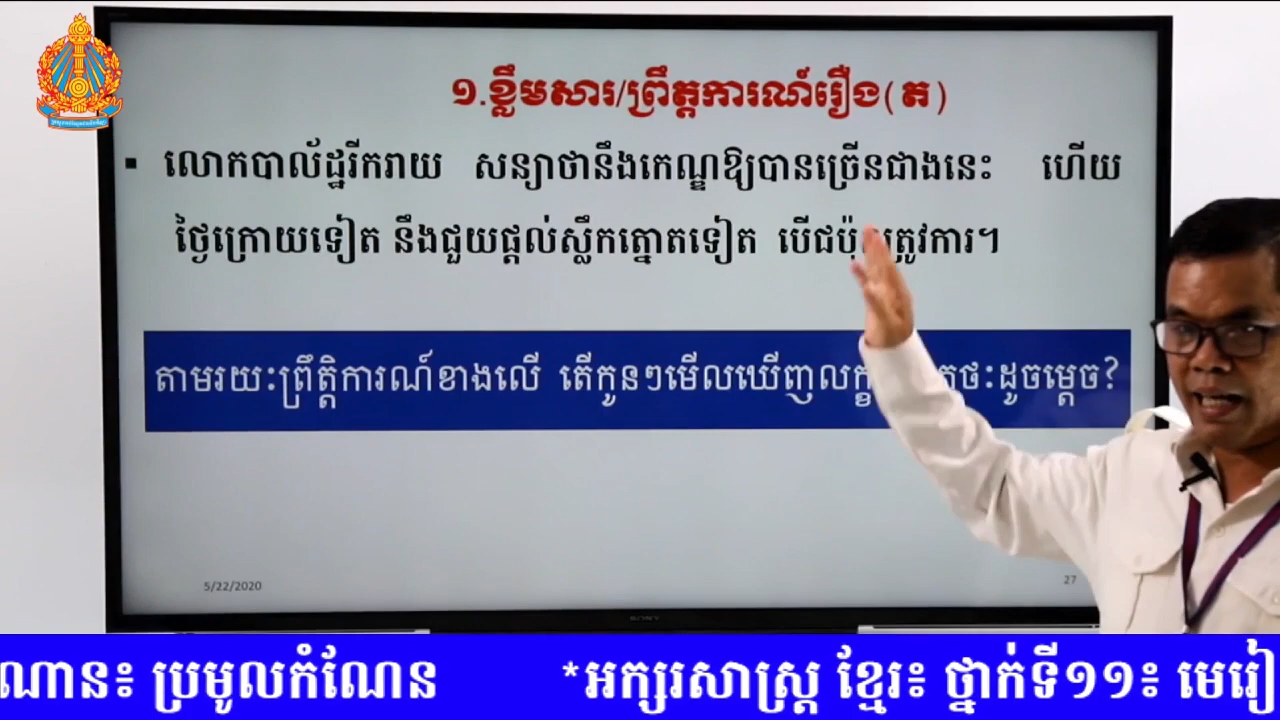 ១.ខ្លឹមសារ/ព្រឹត្តការណ៍រឿង(ត)
▪ លោកបាល័ដ្ឋរីករាយ សន្យាថានឹងកេណ្ឌឱ្យបានច្រើនជាងនេះ ហើយ
ថ្ងៃក្រោយទៀត នឹងជួយផ្តល់ស្លឹកត្នោតទៀត បើជប៉ុនត្រូវការ។
តាមរយៈព្រឹត្តិការណ៍ខាងលើ តើកូនៗមើលឃើញ ដូចម្តេច?
5/22/2020
27
SONY
ណាន៖ ប្រមូលកំណែន *អក្សរសាស្ត្រ ខ្មែរ៖ ថ្នាក់ទី១១៖ មេរៀ